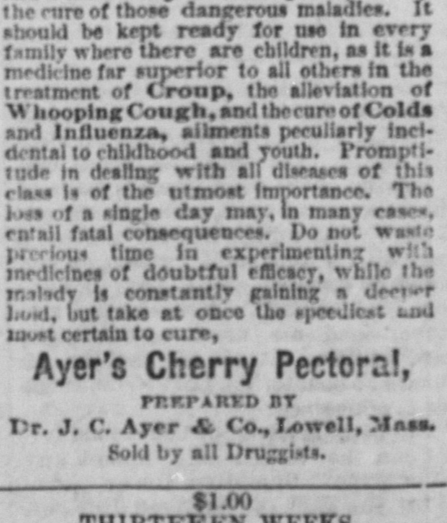 the cure of those dangerous maladies. It
should be kept ready for use in every
family where there are children, as it is a
medicine far superior to all others in the
treatment of Croup, the alleviation of
Whooping Cough, and the cure of Colds
and Influenza, ailments peculiarly inci-
dental to childhood and youth. Prompti-
tude in dealing with all diseases of this
class is of the utmost importance. The
loss of a single day may, in many cases,
entail fatal consequences. Do not waste
precious time in experimenting with
medicines of doubtful efficacy, while the
malady is constantly gaining a deeper
hold, but take at once the speediest and
most certain to cure,
Ayer's Cherry Pectoral,
PREPARED BY
Dr. J. C. Ayer & Co., Lowell, Mass.
Sold by all Druggists.
$1.00
THIRTEEEN WEEKS